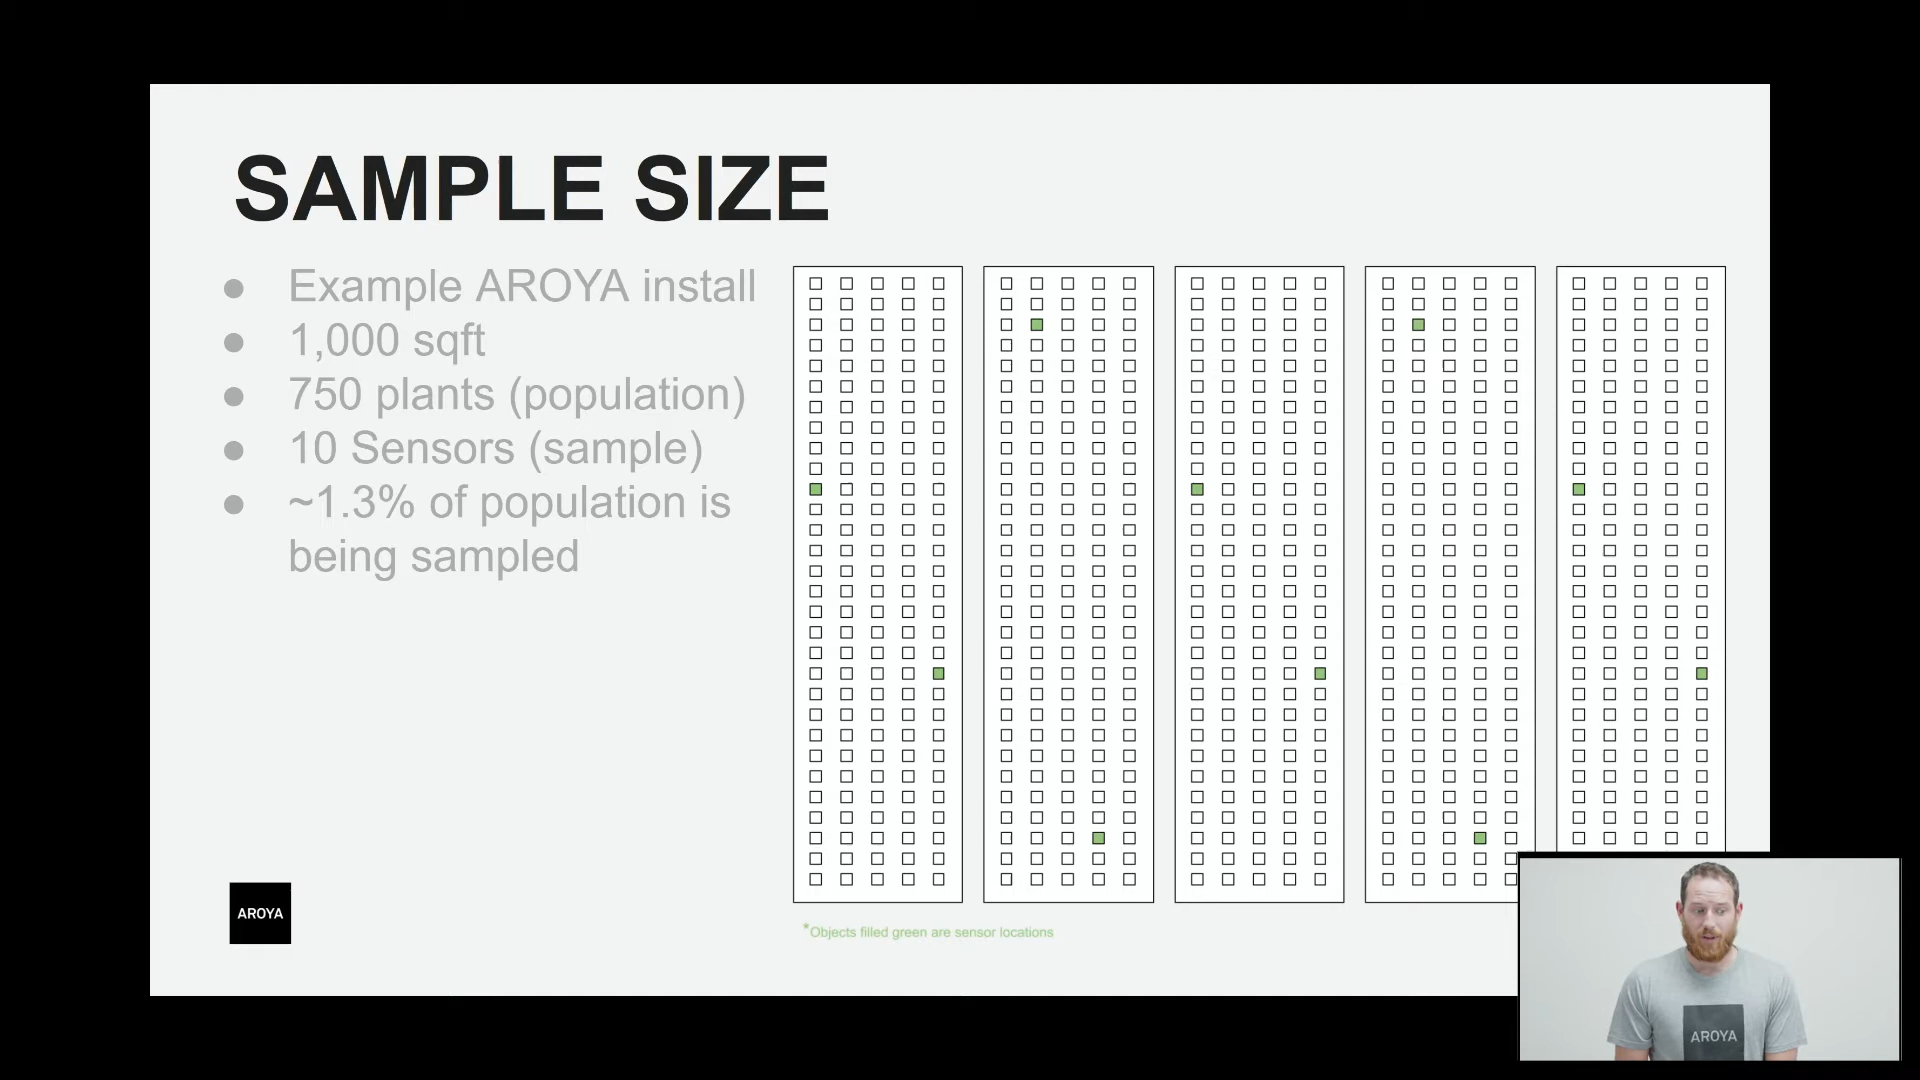 SAMPLE SIZE
● Example AROYA install
● 1,000 sqft
● 750 plants (population)
● 10 Sensors (sample)
● ~1.3% of population is
being sampled
AROYA
*Objects filled green are sensor locations
AROYA